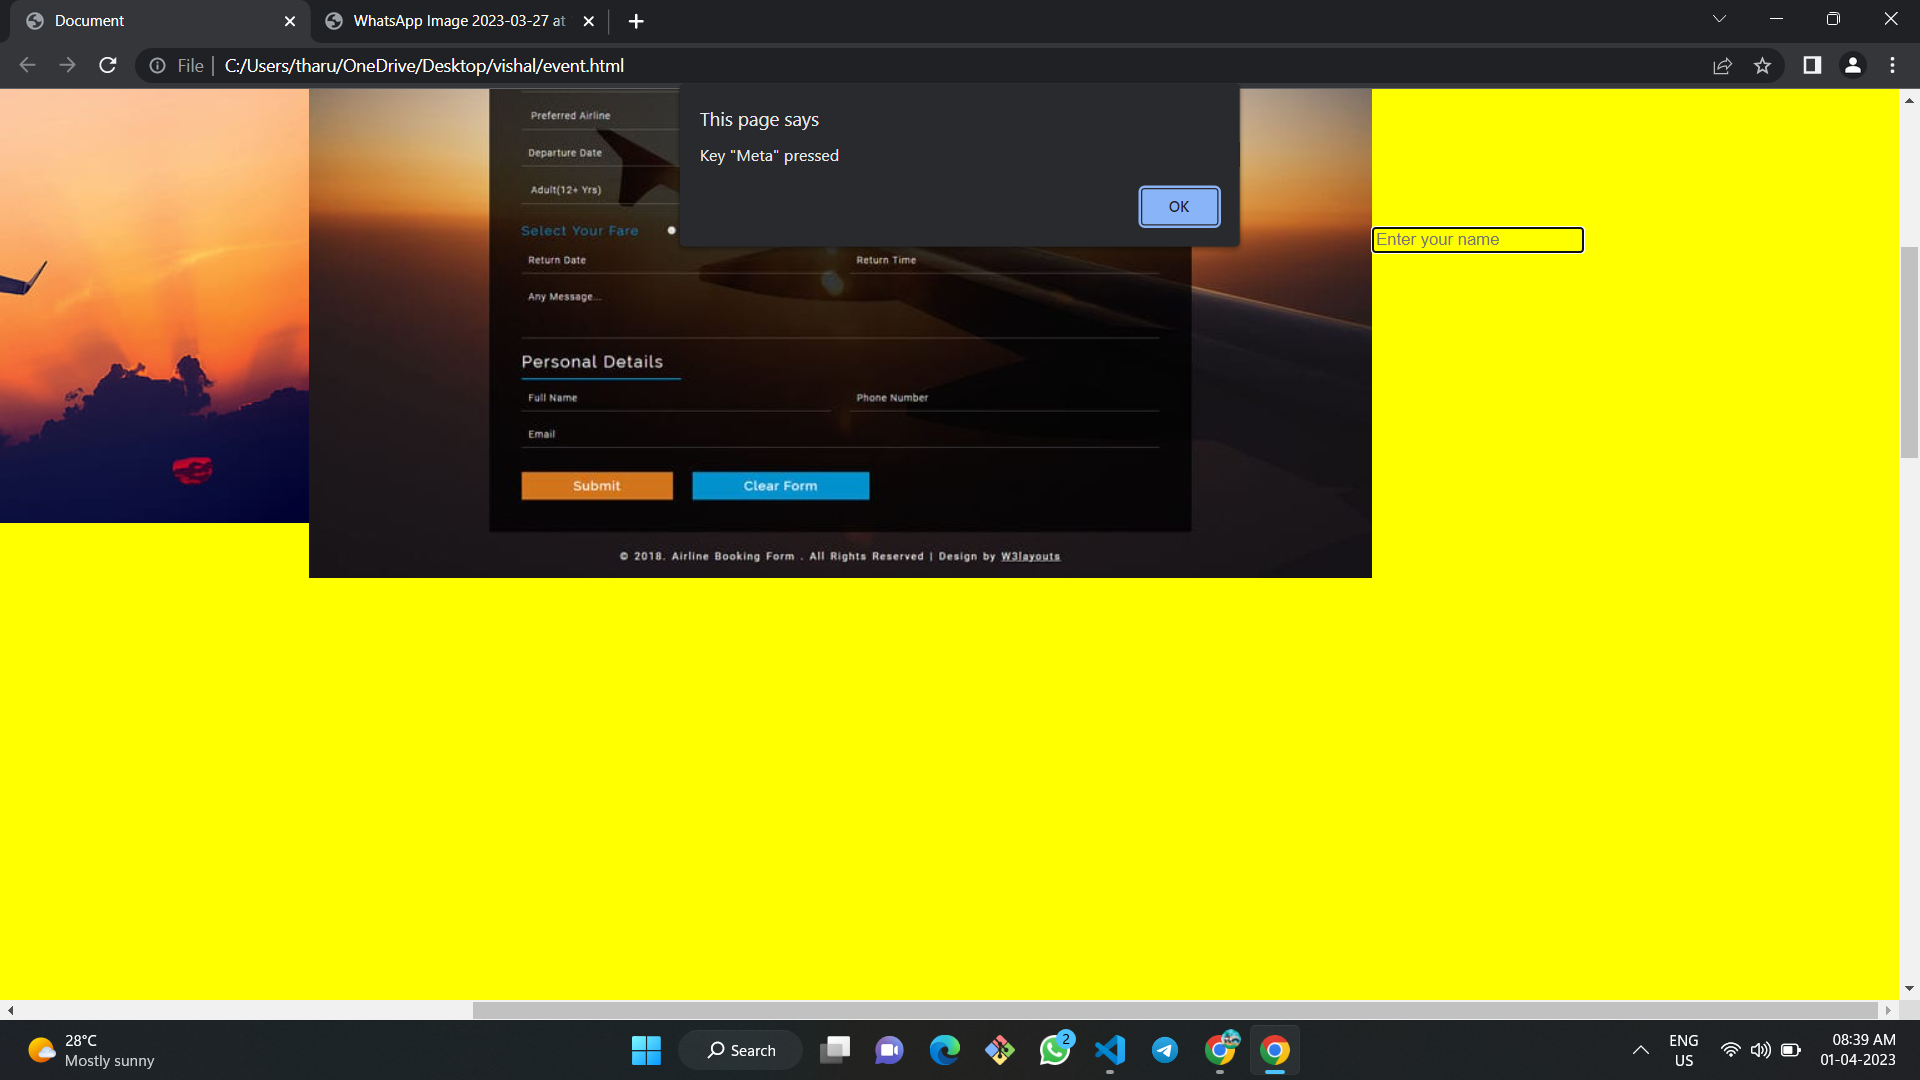 Document
WhatsApp Image 2023-03-27 at
File
C:/Users/tharu/OneDrive/Desktop/vishal/event.html
This page says
Key "Meta" pressed
OK
Preferred Airline
Departure Date
Adult(12+ Yrs)
Select Your Fare
Enter your name
Return Date
Return Time
Any Message...
Personal Details
Full Name
Phone Number
Email
Submit
Clear Form
© 2018. Airline Booking Form . All Rights Reserved | Design by W3layouts
28°C
Mostly sunny
Search
2
ENG
US
08:39 AM
01-04-2023